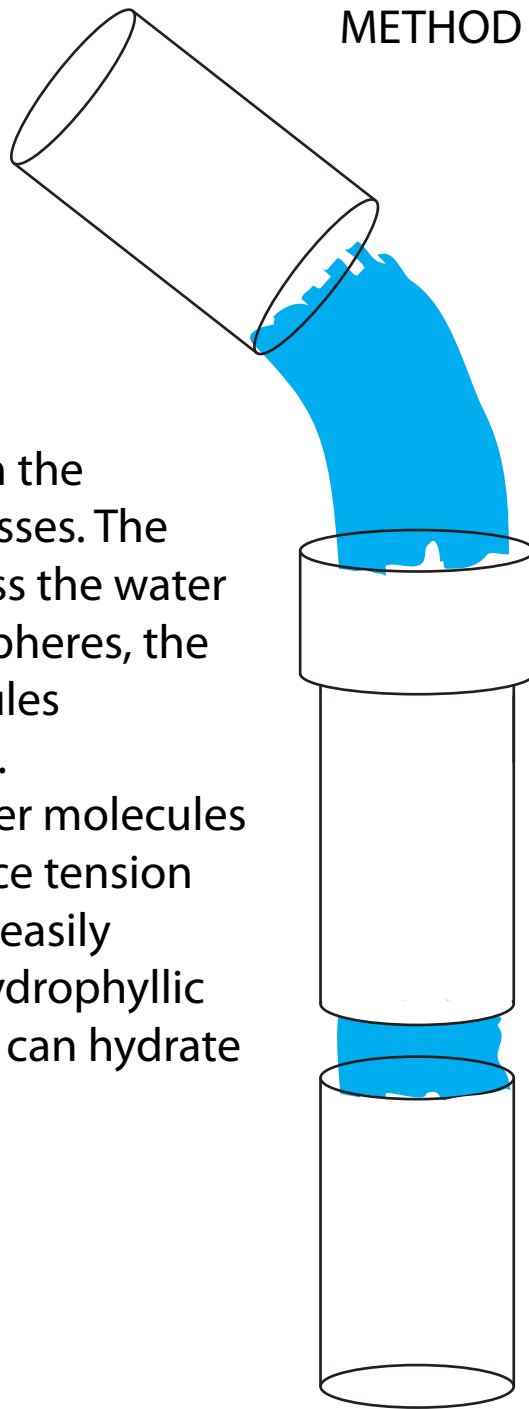 METHOD
the
sses. The
ss the water
pheres, the
ules
.
er molecules
ce tension
easily
ydrophyllic
can hydrate